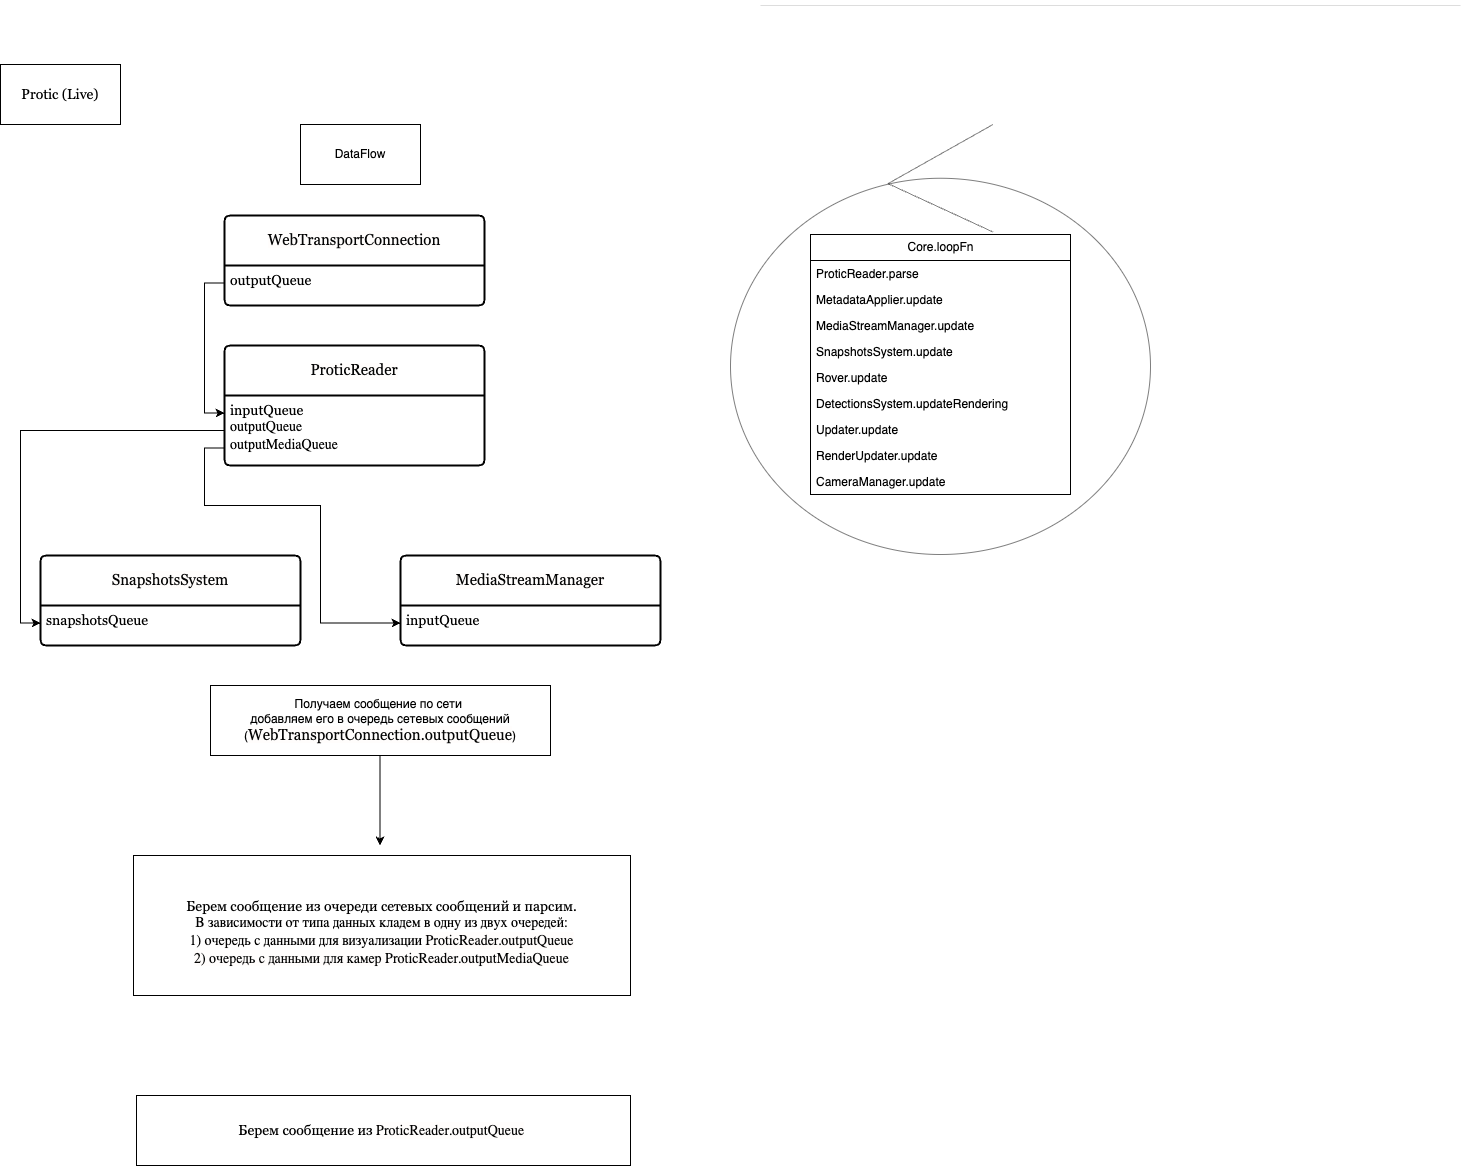 Protic (Live)
DataFlow
WebTransportConnection
outputQueue
ProticReader
inputQueue
outputQueue
outputMediaQueue
SnapshotsSystem
snapshotsQueue
MediaStreamManager
inputQueue
Получаем сообщение по сети
добавляем его в очередь сетевых сообщений
(WebTransportConnection.outputQueue)
Берем сообщение из очереди сетевых сообщений и парсим.
В зависимости от типа данных кладем в одну из двух очередей:
1) очередь с данными для визуализации ProticReader.outputQueue
2) очередь с данными для камер ProticReader.outputMediaQueue
Берем сообщение из ProticReader.outputQueue
Core.loopFn
ProticReader.parse
MetadataApplier.update
MediaStreamManager.update
SnapshotsSystem.update
Rover.update
DetectionsSystem.updateRendering
Updater.update
RenderUpdater.update
CameraManager.update